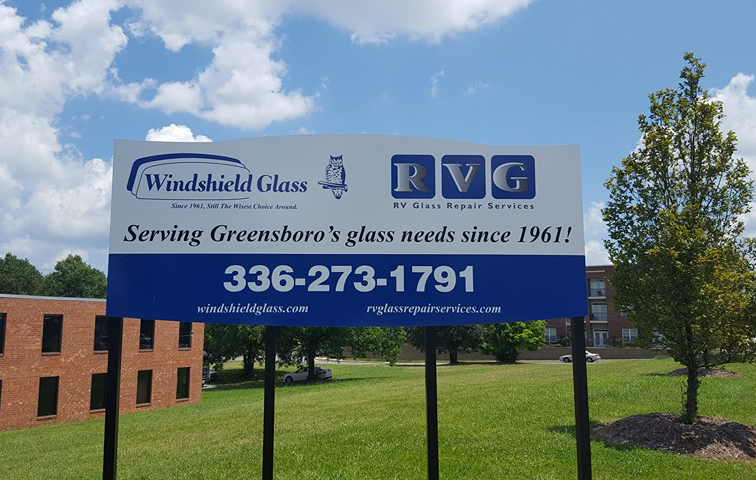 Windshield Glass
Since 1961, Still The Wisest Choice Around.
RVG
RV Glass Repair Services
Serving Greensboro's glass needs since 1961!
336-273-1791
windshieldglass.com
rvglassrepairservices.com